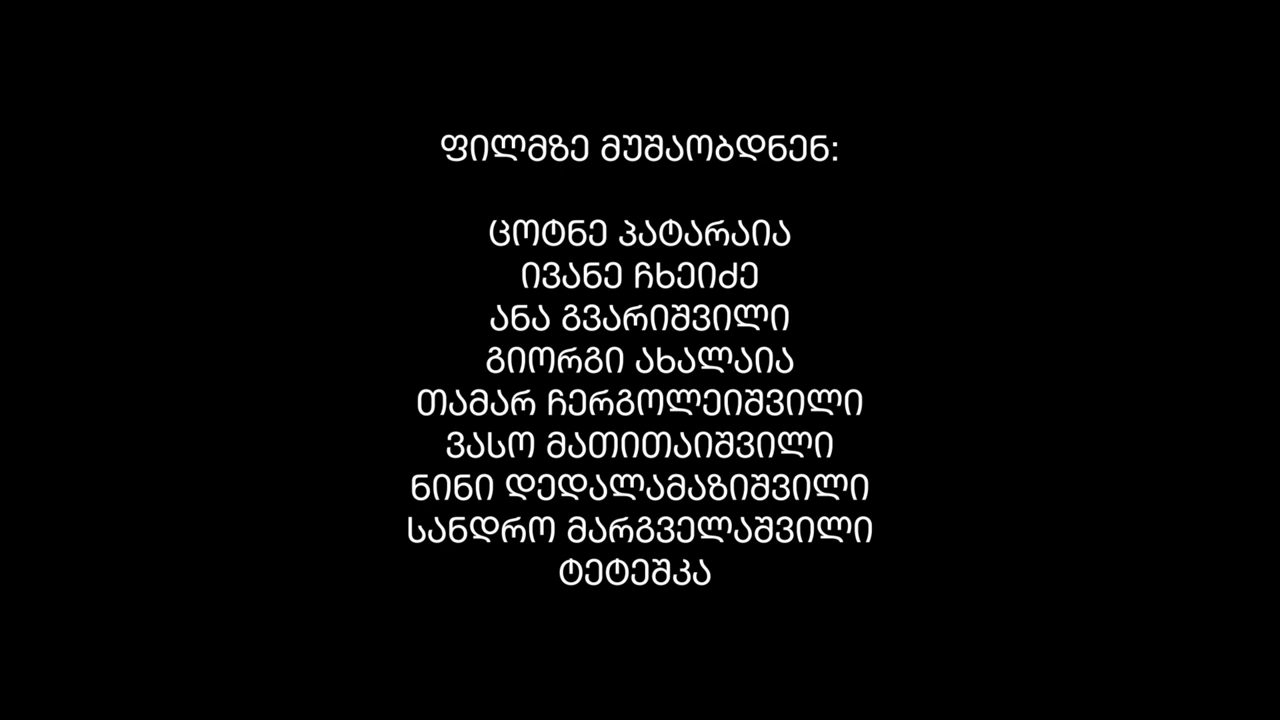 ფილმზე მუშაობდნენ:
ცოტნე პატარაია
ივანე ჩხეიძე
ანა გვარიშვილი
გიორგი ახალაია
თამარ ჩერგოლეიშვილი
ვასო მათითაიშვილი
ნინი დედალამაზიშვილი
სანდრო მარგველაშვილი
ტეტეშკა